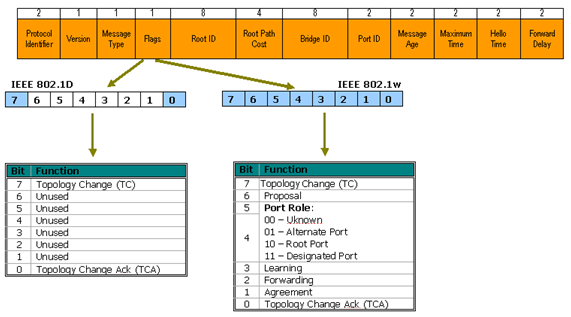 2 1 1 1 8 4 8 2 2 2 2 2
Protocol Identifier Version Message Type Flags Root ID Root Path Cost Bridge ID Port ID Message Age Maximum Time Hello Time Forward Delay
IEEE 802.1D
7 6 5 4 3 2 1 0
IEEE 802.1w
7 6 5 4 3 2 1 0
Bit Function
7 Topology Change (TC)
6 Unused
5 Unused
4 Unused
3 Unused
2 Unused
1 Unused
0 Topology Change Ack (TCA)
Bit Function
7 Topology Change (TC)
6 Proposal
5 Port Role:
00 – Uknown
4 01 – Alternate Port
10 – Root Port
11 – Designated Port
3 Learning
2 Forwarding
1 Agreement
0 Topology Change Ack (TCA)